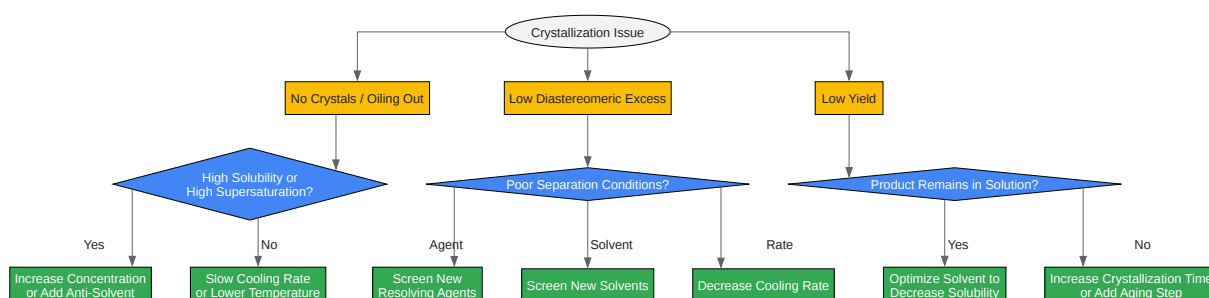 Crystallization Issue
No Crystals / Oiling Out
Low Diastereomeric Excess
Low Yield
High Solubility or
High Supersaturation?
Poor Separation Conditions?
Product Remains in Solution?
Yes
No
Agent
Solvent
Rate
Yes
No
Increase Concentration
or Add Anti-Solvent
Slow Cooling Rate
or Lower Temperature
Screen New
Resolving Agents
Screen New Solvents
Decrease Cooling Rate
Optimize Solvent to
Decrease Solubility
Increase Crystallization Time
or Add Aging Step